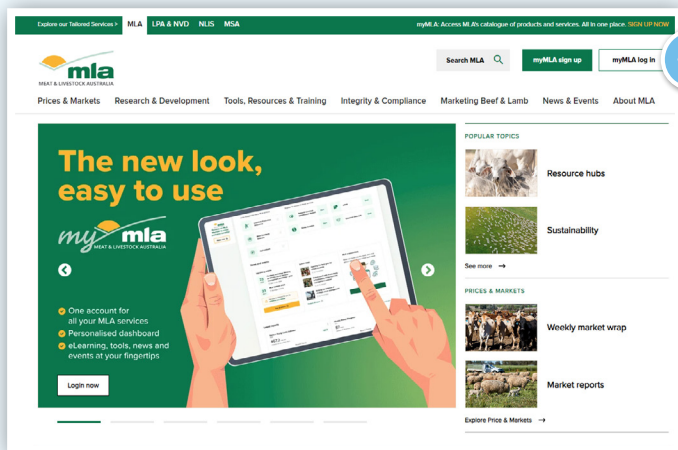 Explore our Tailored Services > MLA LPA & NVD NLIS MSA myMLA: Access MLA's catalogue of products and services. All in one place. SIGN UP NOW
mla
MEAT & LIVESTOCK AUSTRALIA
Search MLA myMLA sign up myMLA log in
Prices & Markets Research & Development Tools, Resources & Training Integrity & Compliance Marketing Beef & Lamb News & Events About MLA
The new look,
easy to use
my mla
MEAT & LIVESTOCK AUSTRALIA
One account for
all your MLA services
Personalised dashboard
eLearning, tools, news and
events at your fingertips
Login now
POPULAR TOPICS
Resource hubs
Sustainability
See more →
PRICES & MARKETS
Weekly market wrap
Market reports
Explore Price & Markets →